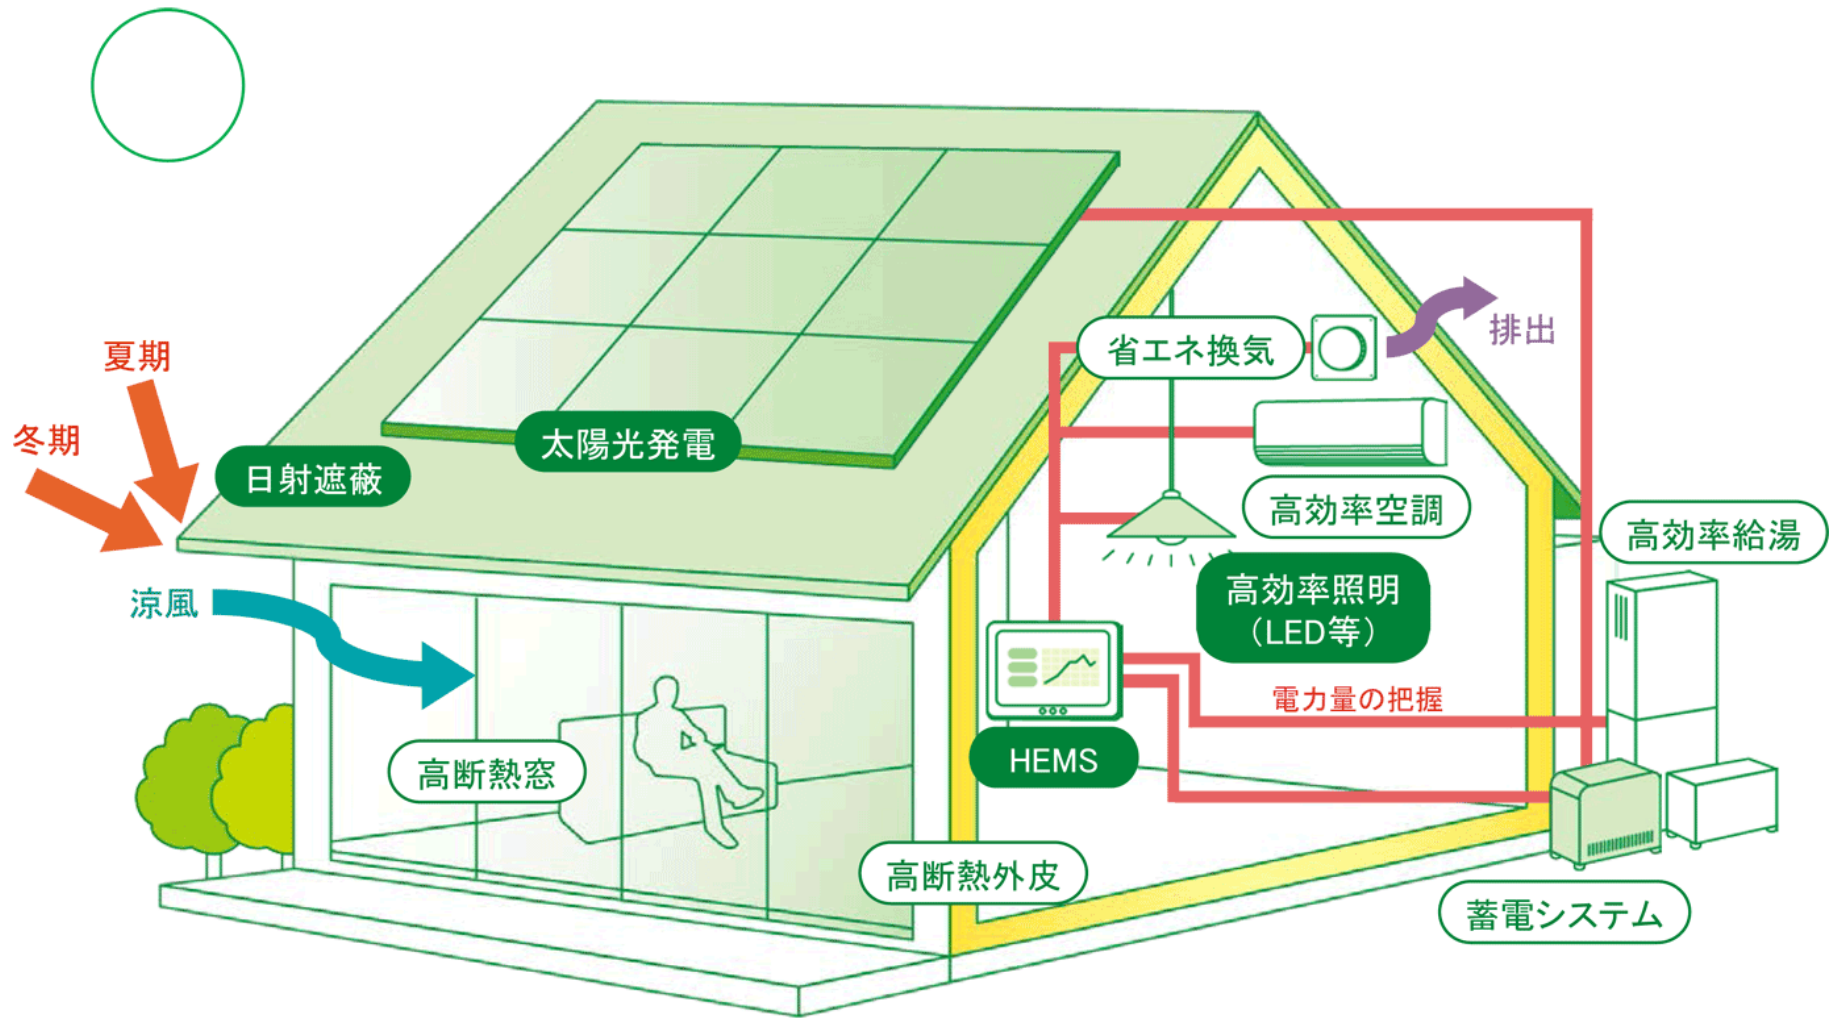 夏期
冬期
日射遮蔽
太陽光発電
涼風
省エネ換気
排出
高効率空調
高効率給湯
高効率照明
（LED等）
電力量の把握
HEMS
高断熱窓
高断熱外皮
蓄電システム